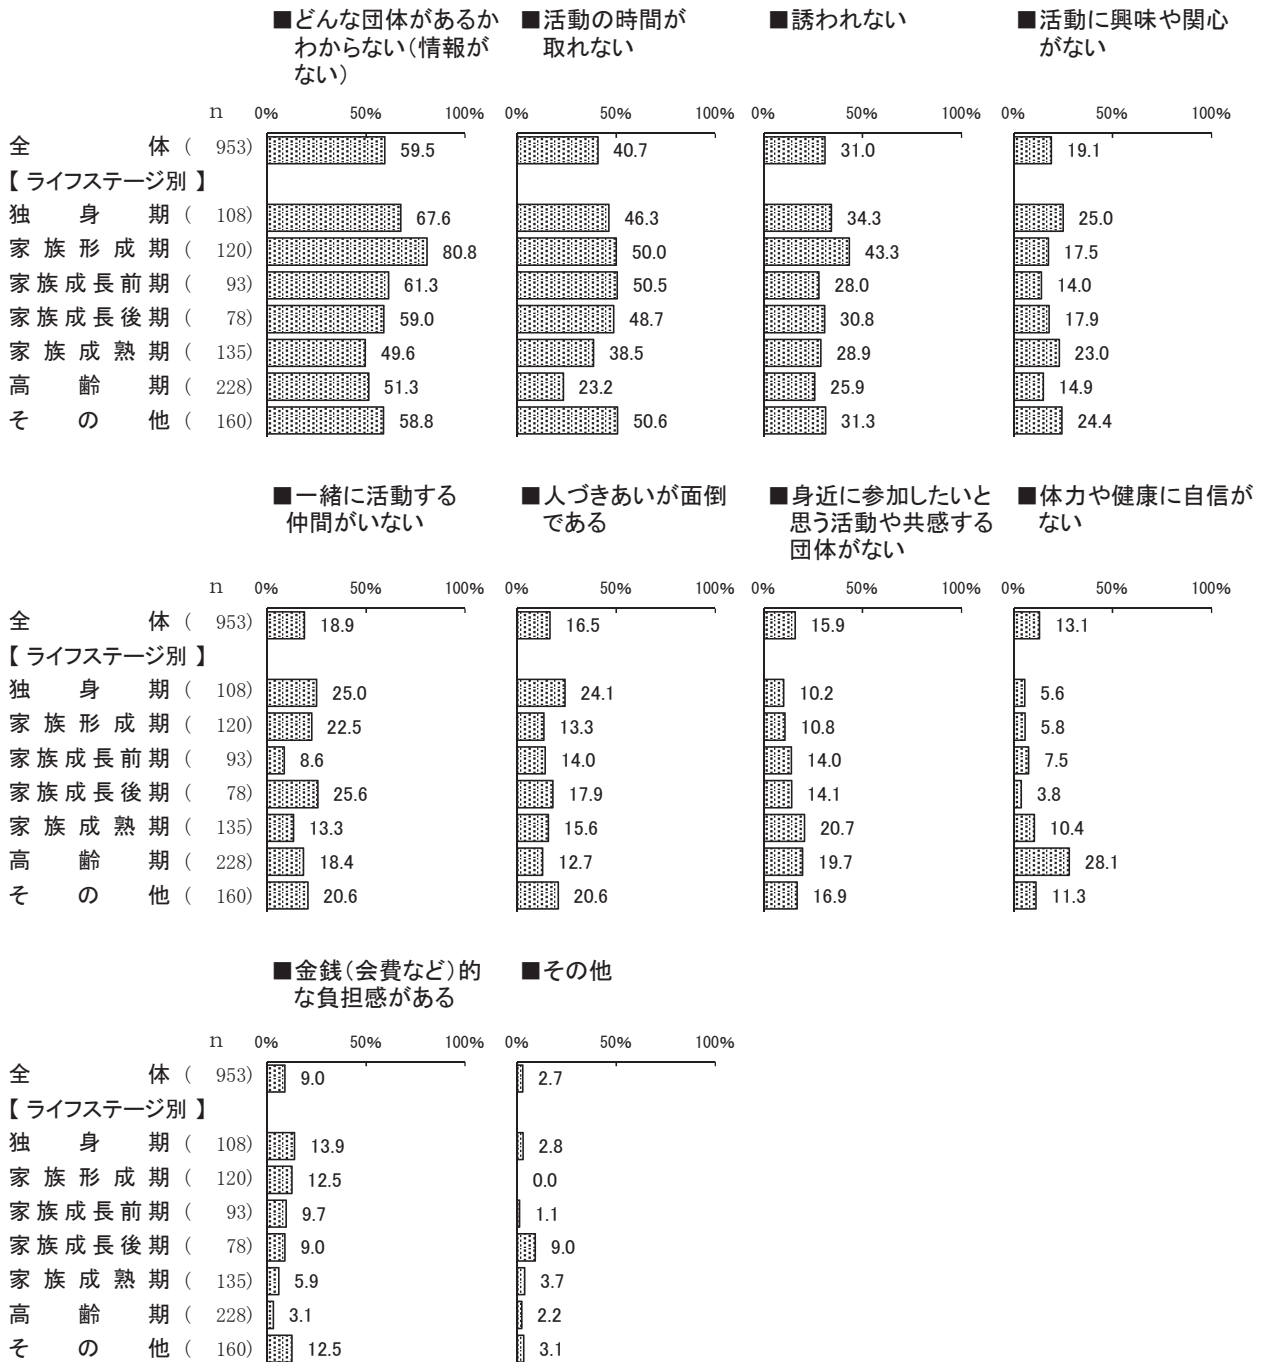 ■どんな団体があるか ■活動の時間が ■誘われない ■活動に興味や関心
わからない（情報が 取れない がない
ない）
n 0% 50% 100% 0% 50% 100% 0% 50% 100% 0% 50% 100%
全体 ( 953) 59.5 40.7 31.0 19.1
【 ライフステージ別 】
独身期 ( 108) 67.6 46.3 34.3 25.0
家族形成期 ( 120) 80.8 50.0 43.3 17.5
家族成長前期 ( 93) 61.3 50.5 28.0 14.0
家族成長後期 ( 78) 59.0 48.7 30.8 17.9
家族成熟期 ( 135) 49.6 38.5 28.9 23.0
高齢期 ( 228) 51.3 23.2 25.9 14.9
その他 ( 160) 58.8 50.6 31.3 24.4
■一緒に活動する ■人づきあいが面倒 ■身近に参加したいと ■体力や健康に自信が
仲間がいない である 思う活動や共感する ない
団体がない
n 0% 50% 100% 0% 50% 100% 0% 50% 100% 0% 50% 100%
全体 ( 953) 18.9 16.5 15.9 13.1
【 ライフステージ別 】
独身期 ( 108) 25.0 24.1 10.2 5.6
家族形成期 ( 120) 22.5 13.3 10.8 5.8
家族成長前期 ( 93) 8.6 14.0 14.0 7.5
家族成長後期 ( 78) 25.6 17.9 14.1 3.8
家族成熟期 ( 135) 13.3 15.6 20.7 10.4
高齢期 ( 228) 18.4 12.7 19.7 28.1
その他 ( 160) 20.6 20.6 16.9 11.3
■金銭（会費など）的 ■その他
な負担感がある
n 0% 50% 100% 0% 50% 100%
全体 ( 953) 9.0 2.7
【 ライフステージ別 】
独身期 ( 108) 13.9 2.8
家族形成期 ( 120) 12.5 0.0
家族成長前期 ( 93) 9.7 1.1
家族成長後期 ( 78) 9.0 9.0
家族成熟期 ( 135) 5.9 3.7
高齢期 ( 228) 3.1 2.2
その他 ( 160) 12.5 3.1